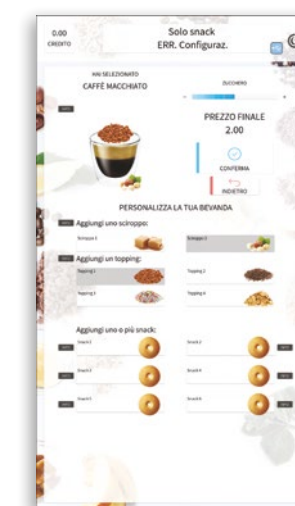 0.00
CREDITO
Solo snack
ERR. Configuraz.
HAI SELEZIONATO
CAFFÈ MACCHIATO
ZUCCHERO
- +
PREZZO FINALE
2.00
CONFERMA
INDIETRO
PERSONALIZZA LA TUA BEVANDA
Aggiungi uno sciroppo:
Sciroppo 1
Sciroppo 2
Aggiungi un topping:
Topping 1
Topping 2
Topping 3
Topping 4
Aggiungi uno o più snack:
Snack 1
Snack 2
Snack 3
Snack 4
Snack 5
Snack 6